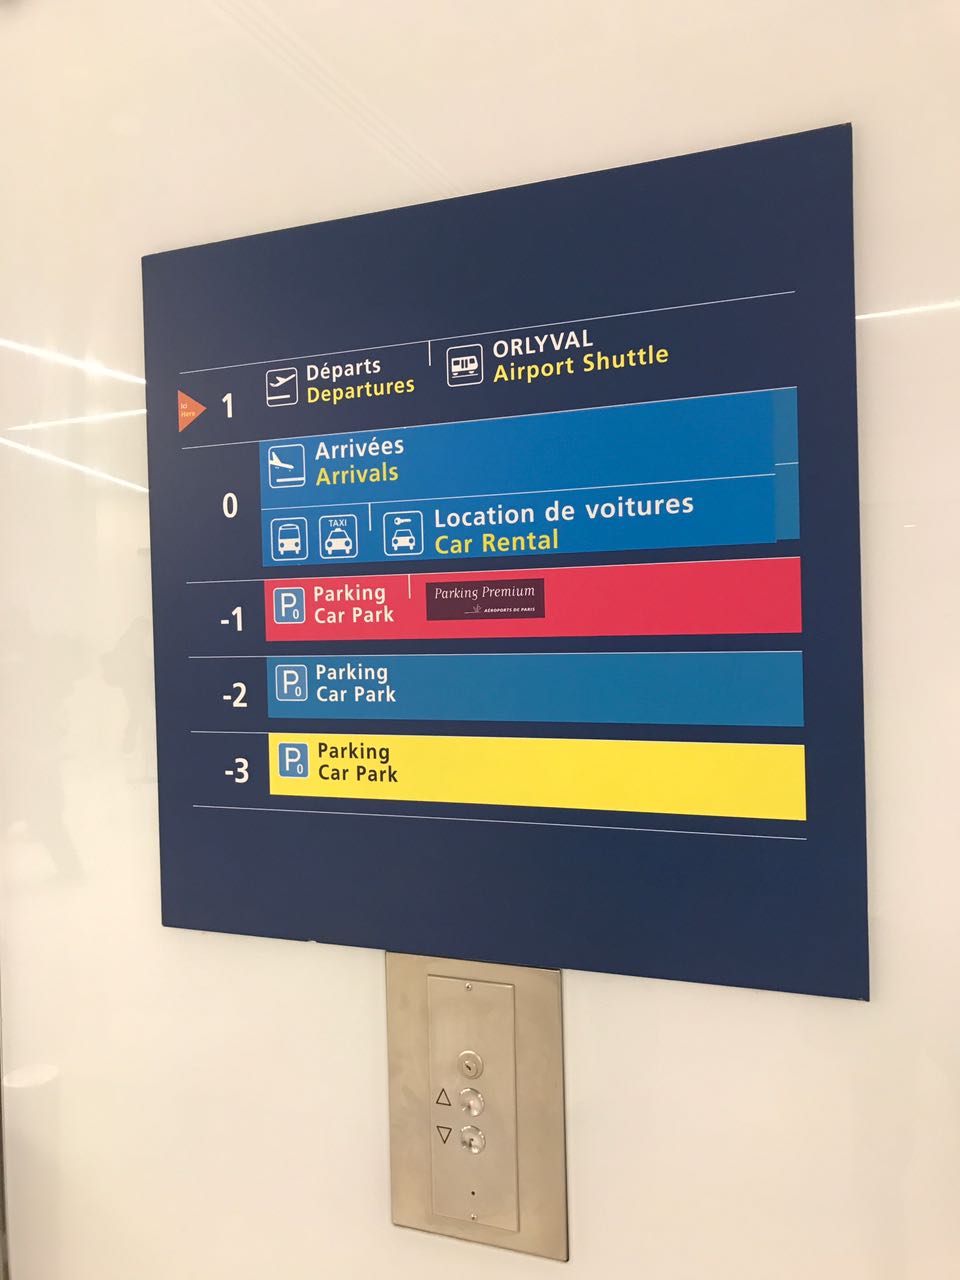 Départs
Departures
ORLYVAL
Airport Shuttle
Ici
Here
1
Arrivées
Arrivals
0
TAXI
Location de voitures
Car Rental
-1
P0
Parking
Car Park
Parking Premium
AÉROPORTS DE PARIS
-2
P0
Parking
Car Park
-3
P0
Parking
Car Park